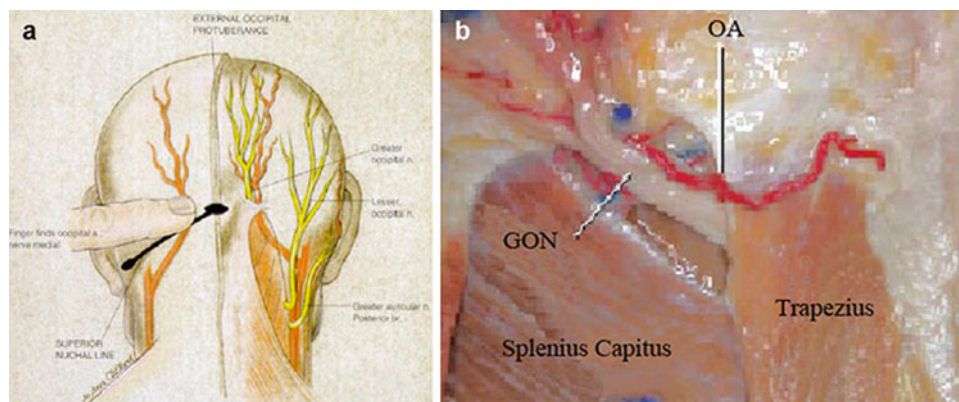 a
EXTERNAL OCCIPITAL
PROTUBERANCE
Greater
occipital n.
Lesser
occipital n.
Finger finds occipital a.
nerve medial
Greater auricular n.
Posterior br.
SUPERIOR
NUCHAL LINE
b
OA
GON
Trapezius
Splenius Capitus